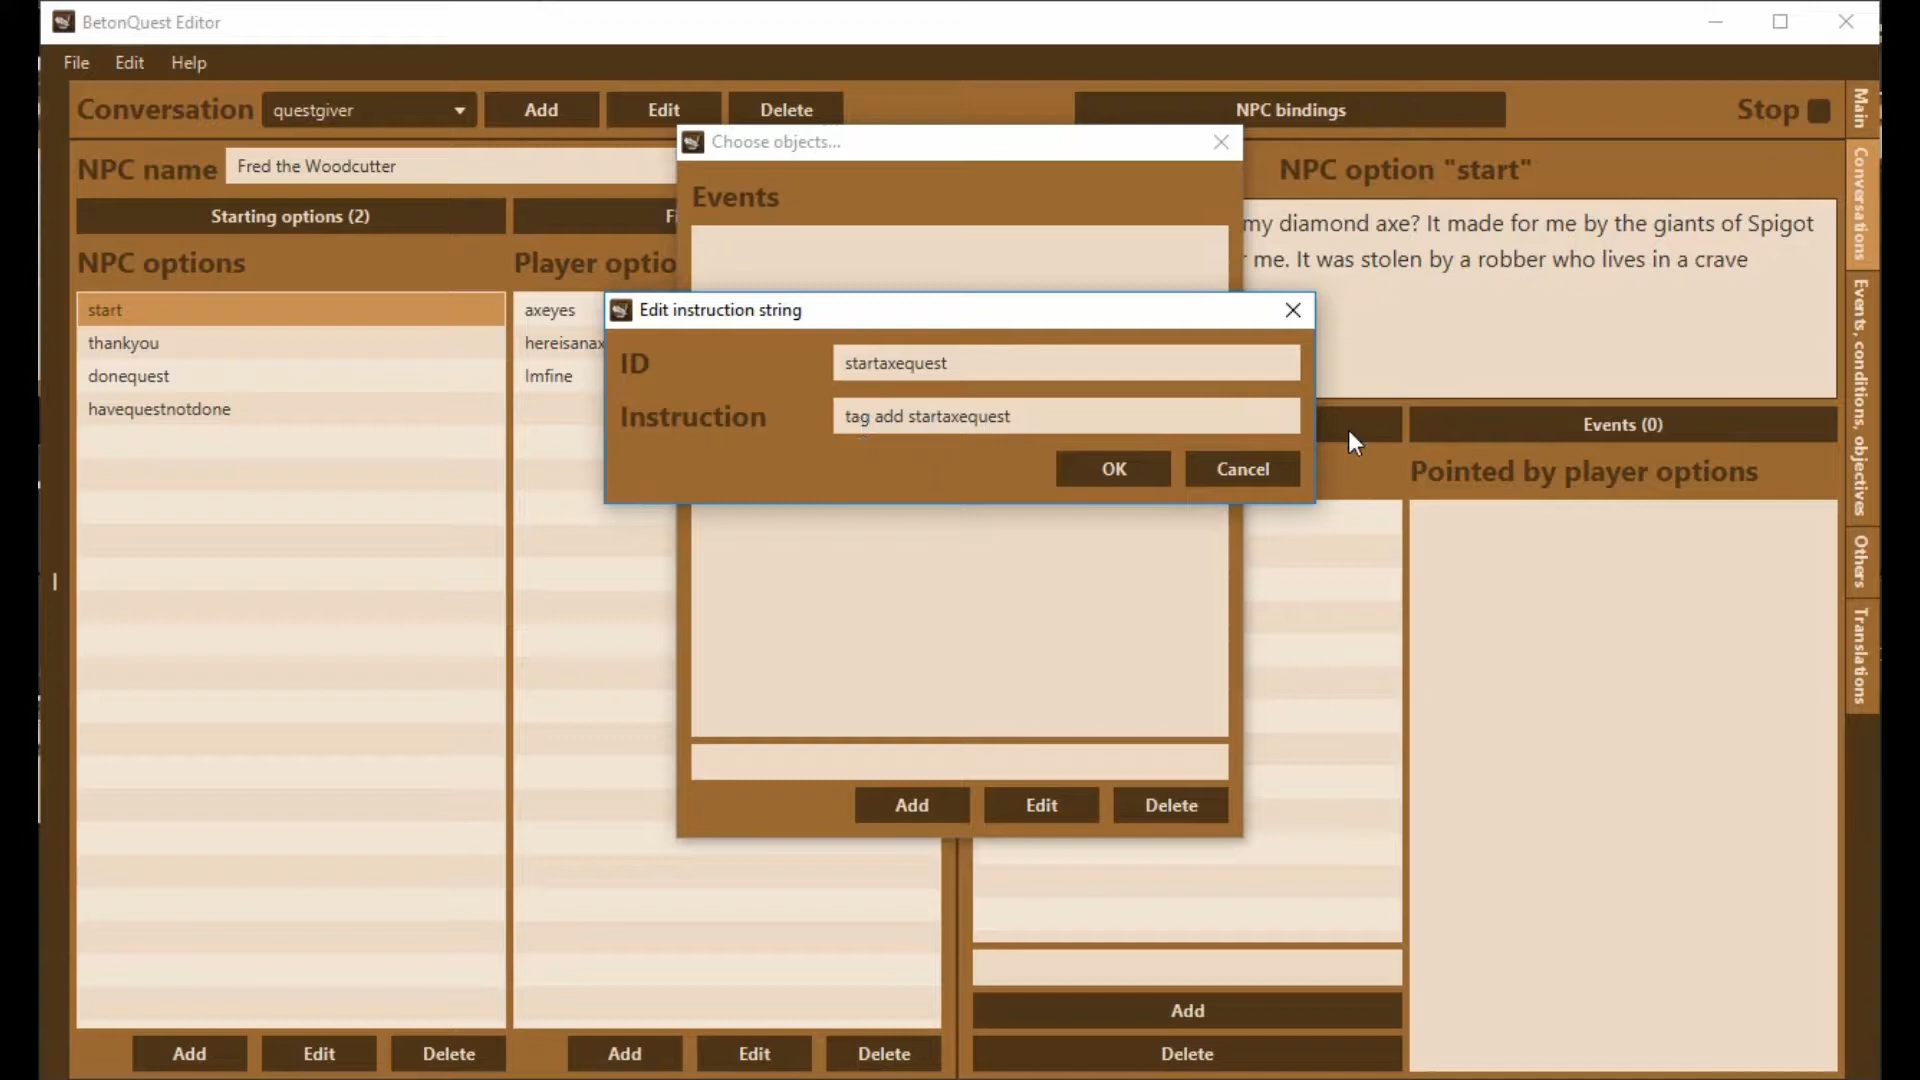 BetonQuest Editor
File Edit Help
Conversation questgiver Add Edit Delete NPC bindings Stop
Choose objects...
NPC name Fred the Woodcutter
NPC option "start"
Events
Starting options (2)
my diamond axe? It made for me by the giants of Spigot
me. It was stolen by a robber who lives in a crave
NPC options
Player optio
start
thankyou
donequest
havequestnotdone
axeyes
hereisanax
Imfine
Edit instruction string
ID startaxequest
Instruction tag add startaxequest
OK Cancel
Events (0)
Pointed by player options
Add Edit Delete
Add
Delete
Add Edit Delete
Add Edit Delete
Main
Conversations
Events, conditions, objectives
Others
Translations